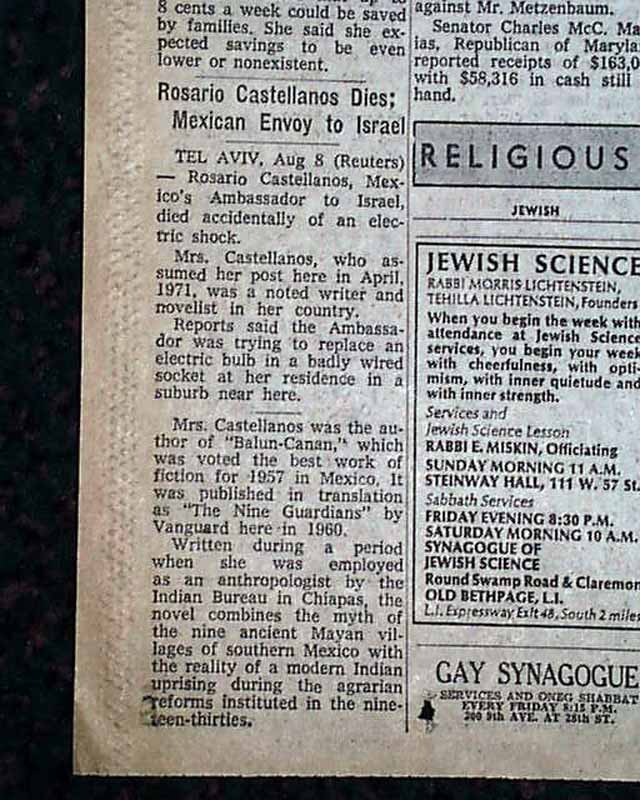 8 cents a week could be saved
by families. She said she ex-
pected savings to be even
lower or nonexistent.
Rosario Castellanos Dies;
Mexican Envoy to Israel
TEL AVIV, Aug 8 (Reuters)
— Rosario Castellanos, Mex-
ico's Ambassador to Israel,
died accidentally of an elec-
tric shock.
Mrs. Castellanos, who as-
sumed her post here in April,
1971, was a noted writer and
novelist in her country.
Reports said the Ambassa-
dor was trying to replace an
electric bulb in a badly wired
socket at her residence in a
suburb near here.
Mrs. Castellanos was the au-
thor of "Balun-Canan," which
was voted the best work of
fiction for 1957 in Mexico. It
was published in translation
as "The Nine Guardians" by
Vanguard here in 1960.
Written during a period
when she was employed
as an anthropologist by the
Indian Bureau in Chiapas, the
novel combines the myth of
the nine ancient Mayan vil-
lages of southern Mexico with
the reality of a modern Indian
uprising during the agrarian
reforms instituted in the nine-
teen-thirties.
against Mr. Metzenbaum.
Senator Charles McC. Ma
ias, Republican of Maryla
reported receipts of $163,0
with $58,316 in cash still
hand.
RELIGIOUS
JEWISH
JEWISH SCIENCE
RABBI MORRIS LICHTENSTEIN,
TEHILLA LICHTENSTEIN, Founders
When you begin the week with
attendance at Jewish Science
services, you begin your week
with cheerfulness, with opti-
mism, with inner quietude and
with inner strength.
Services and
Jewish Science Lesson
RABBI E. MISKIN, Officiating
SUNDAY MORNING 11 A.M.
STEINWAY HALL, 111 W. 57 St.
Sabbath Services
FRIDAY EVENING 8:30 P.M.
SATURDAY MORNING 10 A.M.
SYNAGOGUE OF
JEWISH SCIENCE
Round Swamp Road & Claremon
OLD BETHPAGE, L.I.
L.I. Expressway Exit 48, South 2 miles
GAY SYNAGOGUE
SERVICES AND ONEG SHABBAT
EVERY FRIDAY 8:15 P.M.
300 9th AVE. AT 28th ST.